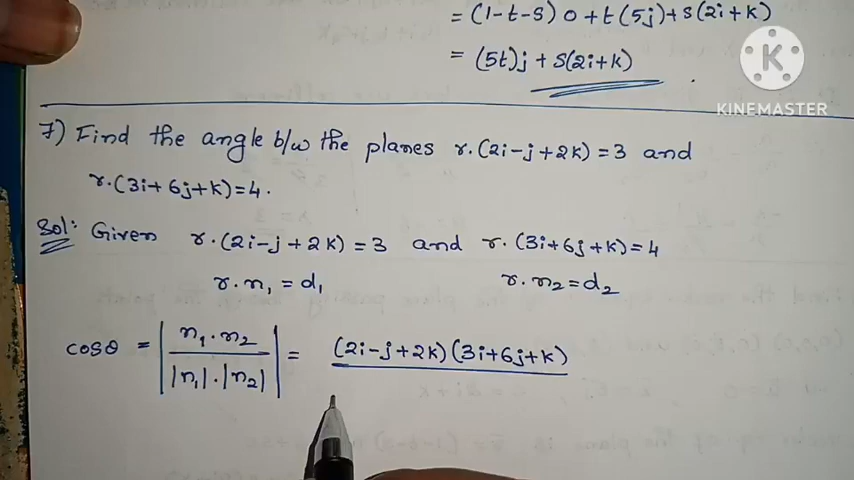 = (1-t-s) 0 + t(5j)+s(2i+k)
= (5t)j + s(2i+k)
K
KINEMASTER
7) Find the angle b/w the planes r.(2i-j+2k)=3 and
r.(3i+6j+k)=4.
Sol: Given r.(2i-j+2k)=3 and r.(3i+6j+k)=4
r.n₁ = d₁ r.n₂=d₂
cosθ = |n₁.n₂ / |n₁|.|n₂|| = (2i-j+2k)(3i+6j+k)